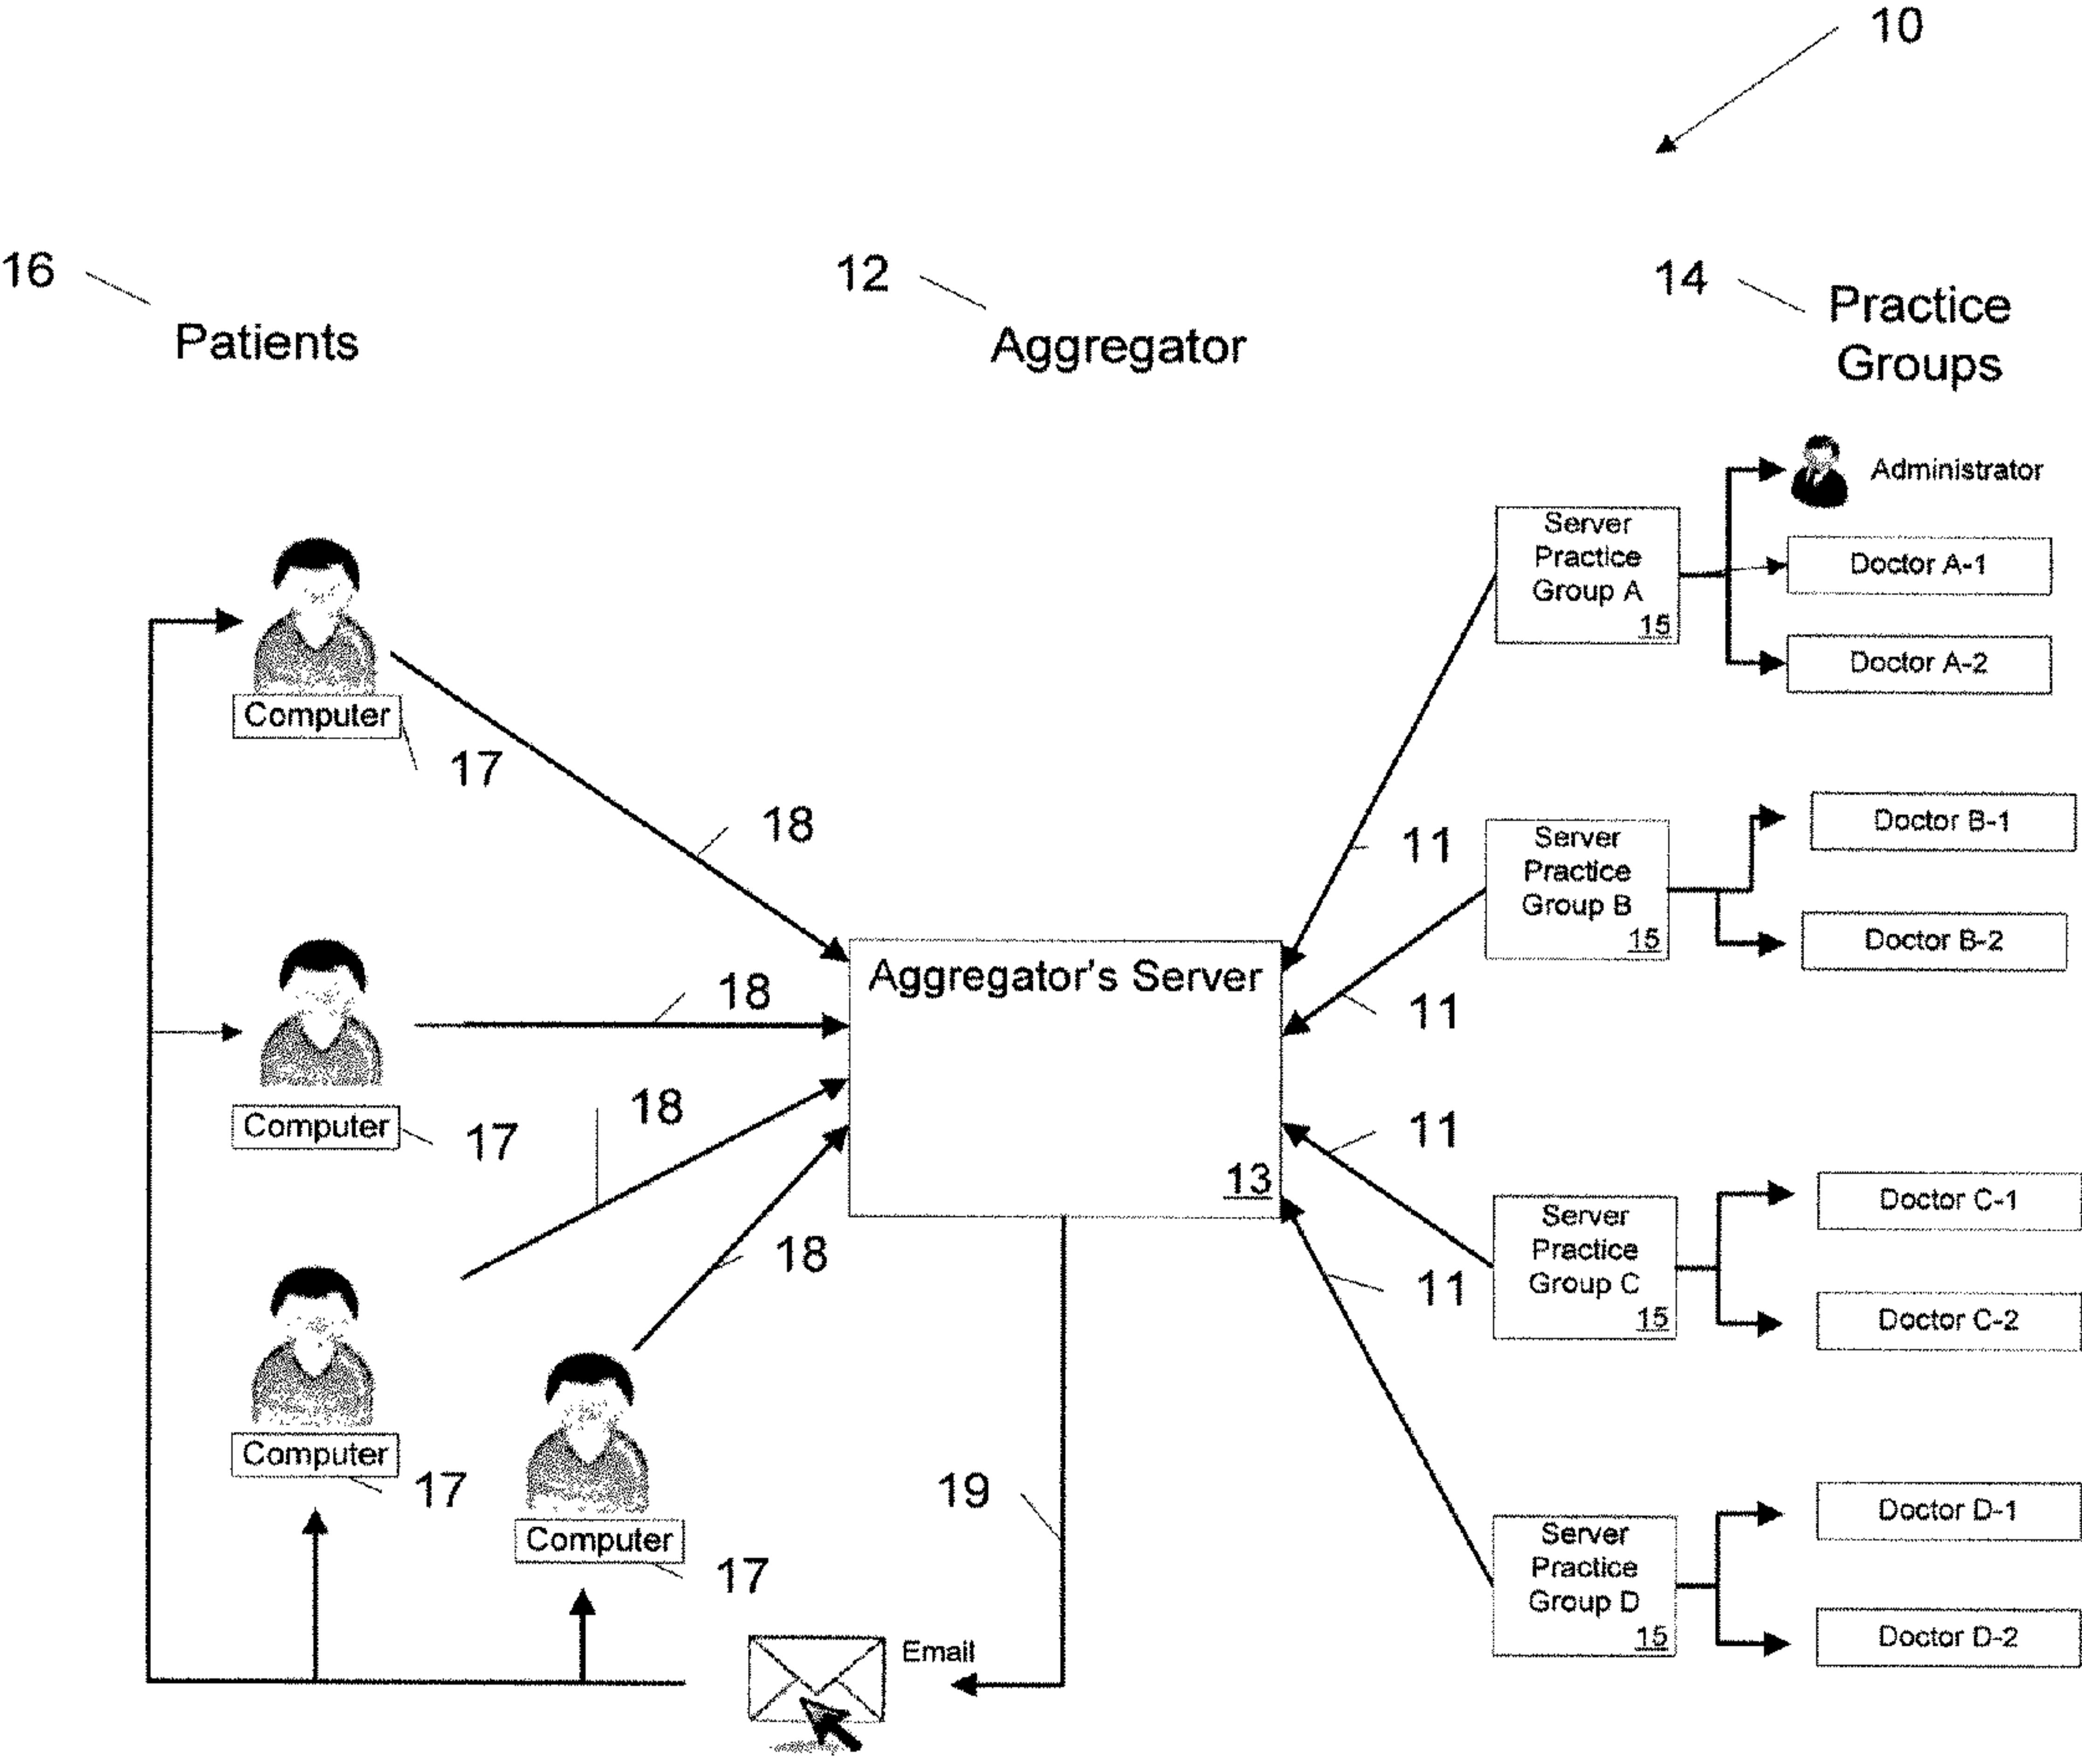 10
16
12
14
Patients
Aggregator
Practice
Groups
Administrator
Server
Practice
Group A
15
Doctor A-1
Doctor A-2
Computer
17
18
11
Server
Practice
Group B
15
Doctor B-1
Doctor B-2
Aggregator's Server
13
18
11
Computer
17
18
11
18
11
Server
Practice
Group C
15
Doctor C-1
Doctor C-2
Computer
17
Computer
17
19
Server
Practice
Group D
15
Doctor D-1
Doctor D-2
Email